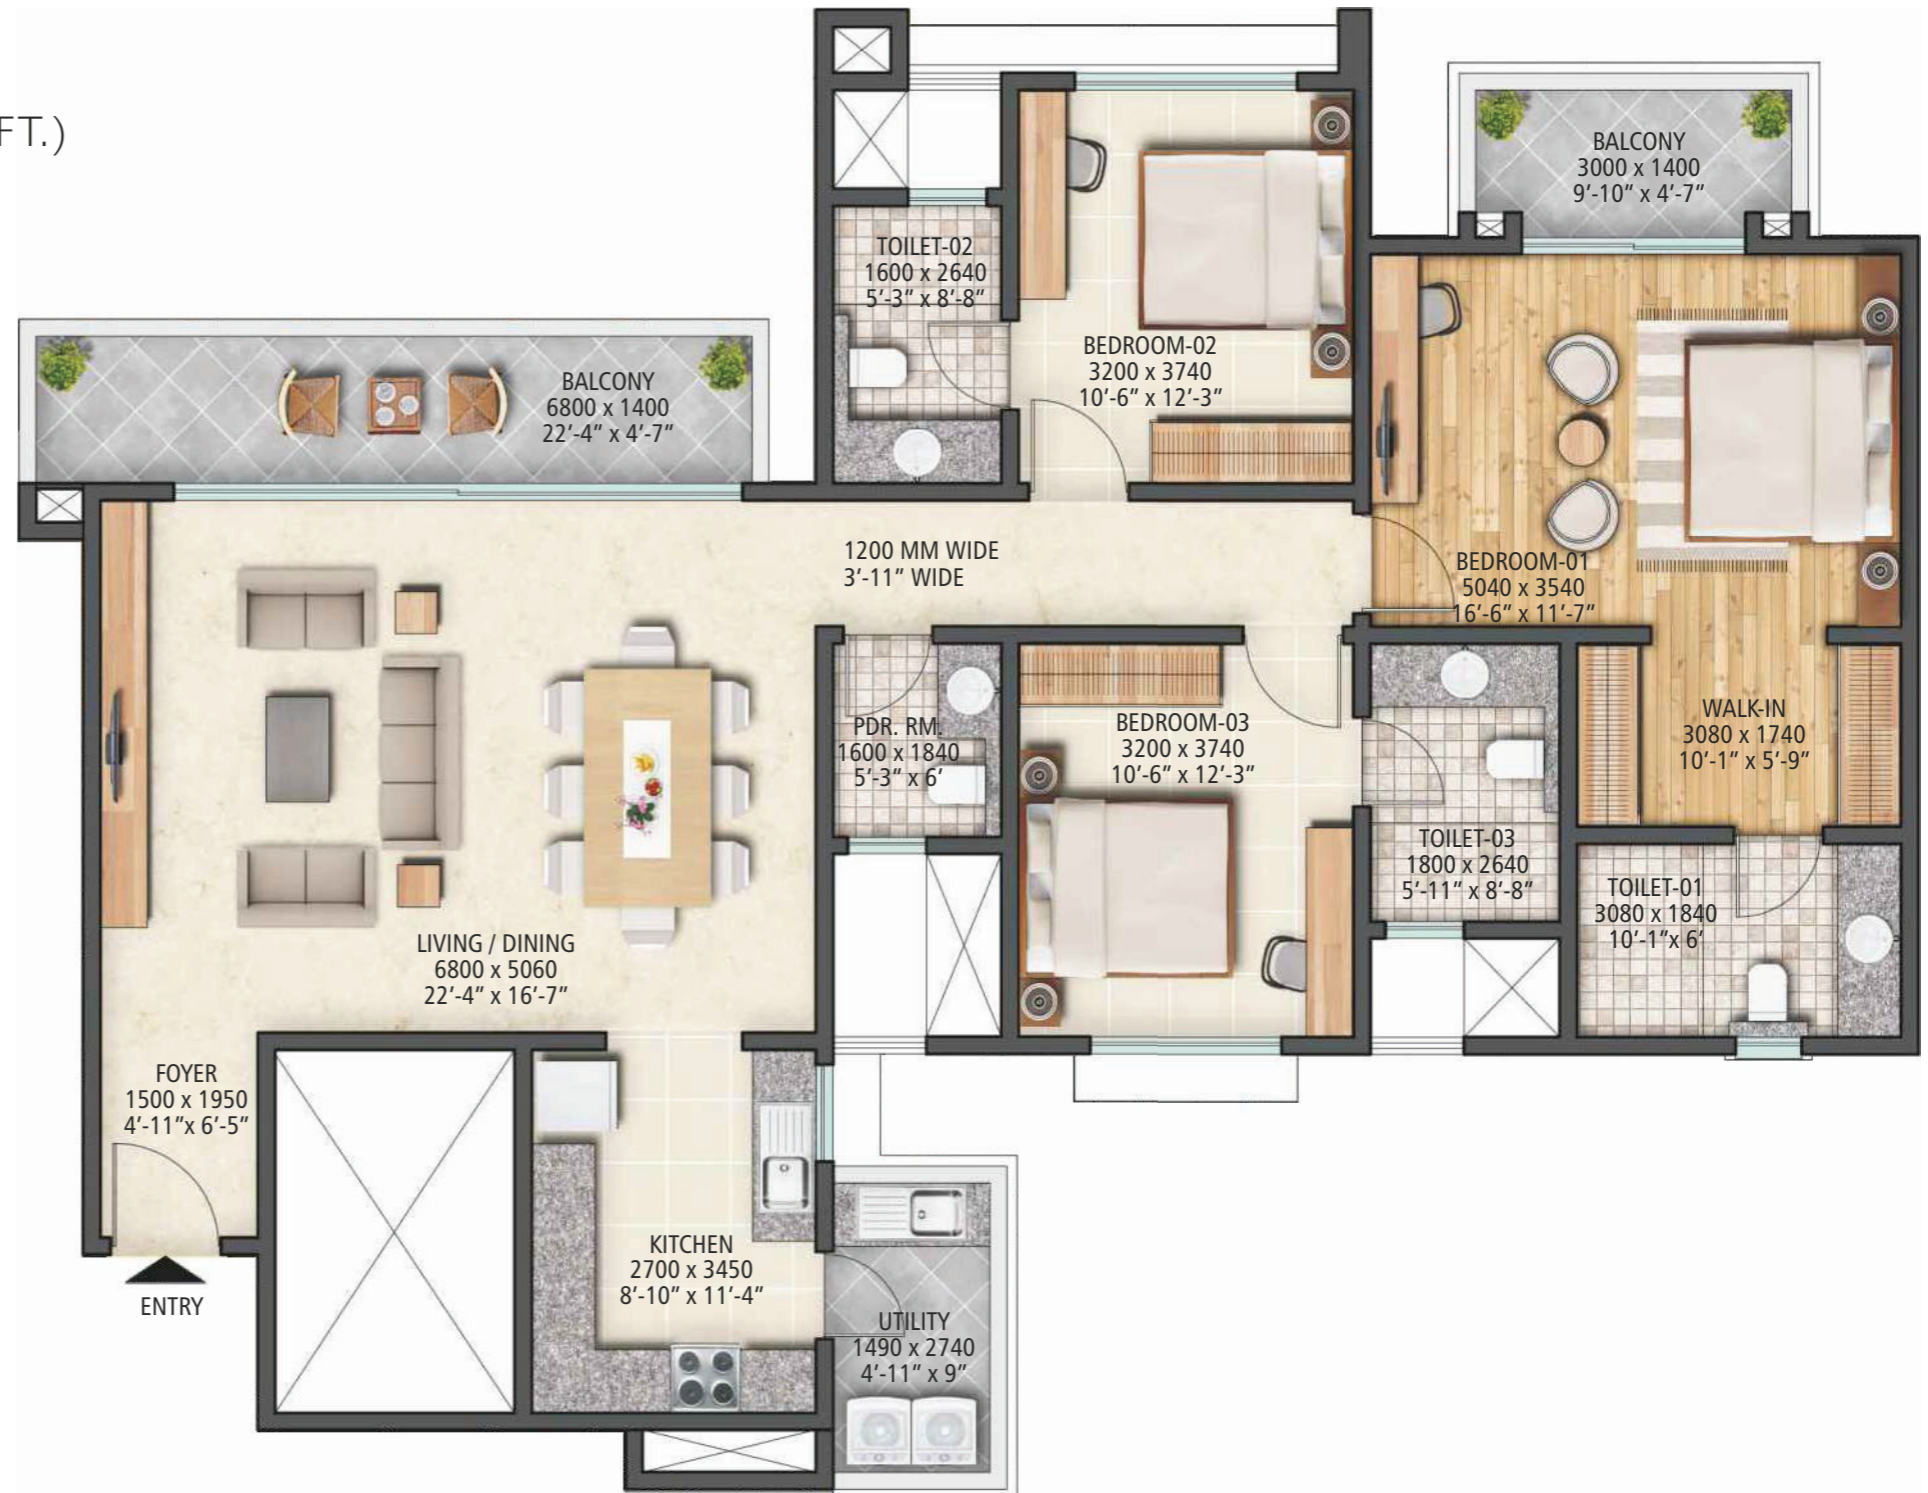 FT.)
BALCONY
3000 x 1400
9'-10" x 4'-7"
TOILET-02
1600 x 2640
5'-3" x 8'-8"
BEDROOM-02
3200 x 3740
10'-6" x 12'-3"
BALCONY
6800 x 1400
22'-4" x 4'-7"
1200 MM WIDE
3'-11" WIDE
BEDROOM-01
5040 x 3540
16'-6" x 11'-7"
PDR. RM.
1600 x 1840
5'-3" x 6'
BEDROOM-03
3200 x 3740
10'-6" x 12'-3"
WALK-IN
3080 x 1740
10'-1" x 5'-9"
TOILET-03
1800 x 2640
5'-11" x 8'-8"
TOILET-01
3080 x 1840
10'-1"x 6'
LIVING / DINING
6800 x 5060
22'-4" x 16'-7"
FOYER
1500 x 1950
4'-11"x 6'-5"
KITCHEN
2700 x 3450
8'-10" x 11'-4"
ENTRY
UTILITY
1490 x 2740
4'-11" x 9"